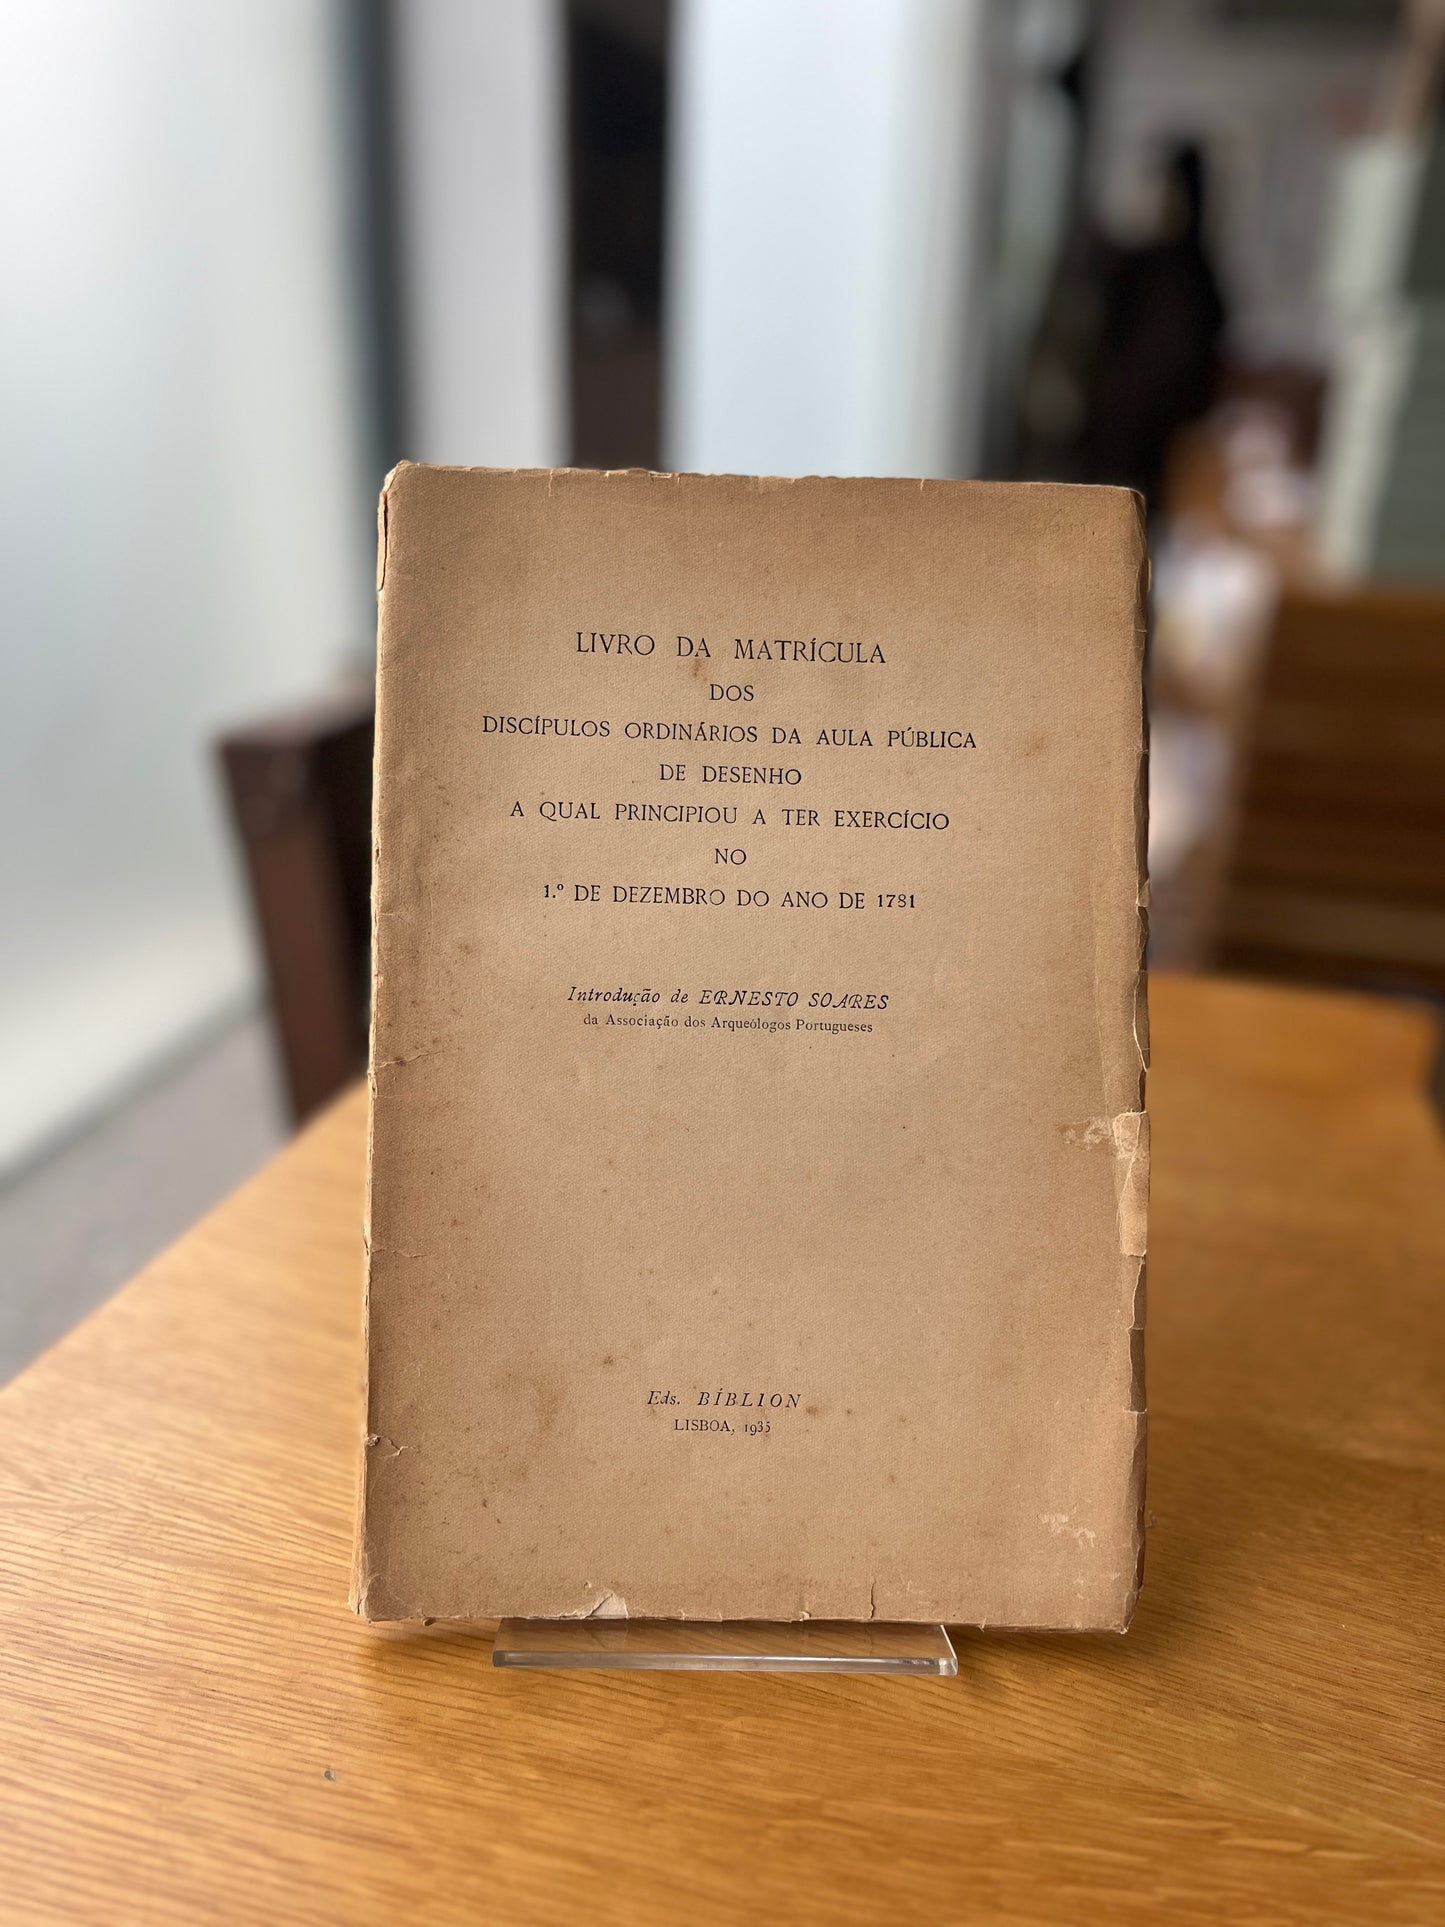 LIVRO DA MATRÍCULA
DOS
DISCÍPULOS ORDINÁRIOS DA AULA PÚBLICA
DE DESENHO
A QUAL PRINCIPIOU A TER EXERCÍCIO
NO
1.º DE DEZEMBRO DO ANO DE 1781
Introdução de ERNESTO SOARES
da Associação dos Arqueólogos Portugueses
Eds. BÍBLION
LISBOA, 1935